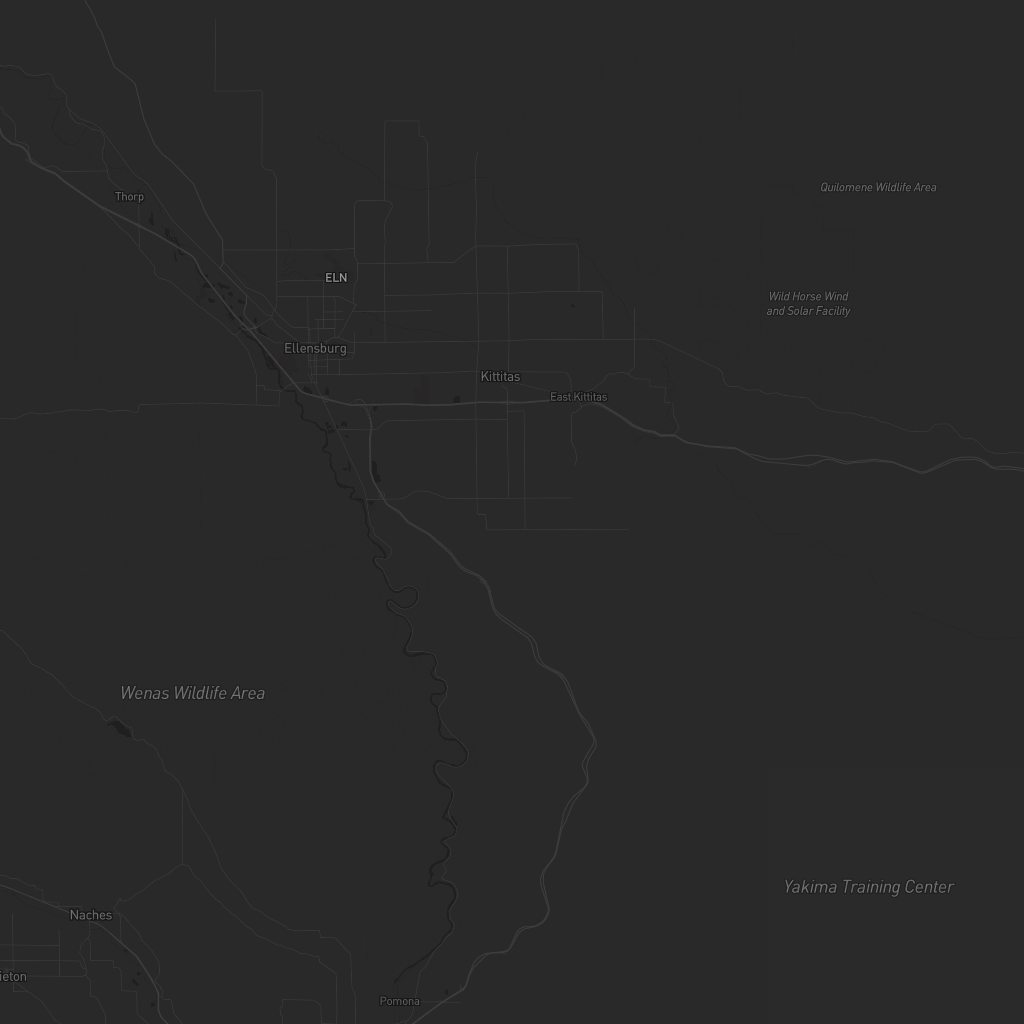 Quilomene Wildlife Area
Thorp
ELN
Wild Horse Wind
and Solar Facility
Ellensburg
Kittitas
East Kittitas
Wenas Wildlife Area
Yakima Training Center
Naches
ieton
Pomona